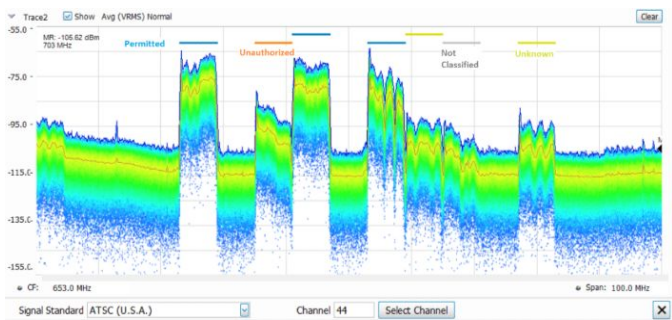 Trace2 Show Avg (VRMS) Normal Clear
-55.0
MR: -106.62 dBm
703 MHz
Permitted
Unauthorized
Not
Classified
Unknown
-75.0
-95.0
-115.0
-135.0
-155.0
CF: 653.0 MHz Span: 100.0 MHz
Signal Standard ATSC (U.S.A.) Channel 44 Select Channel X